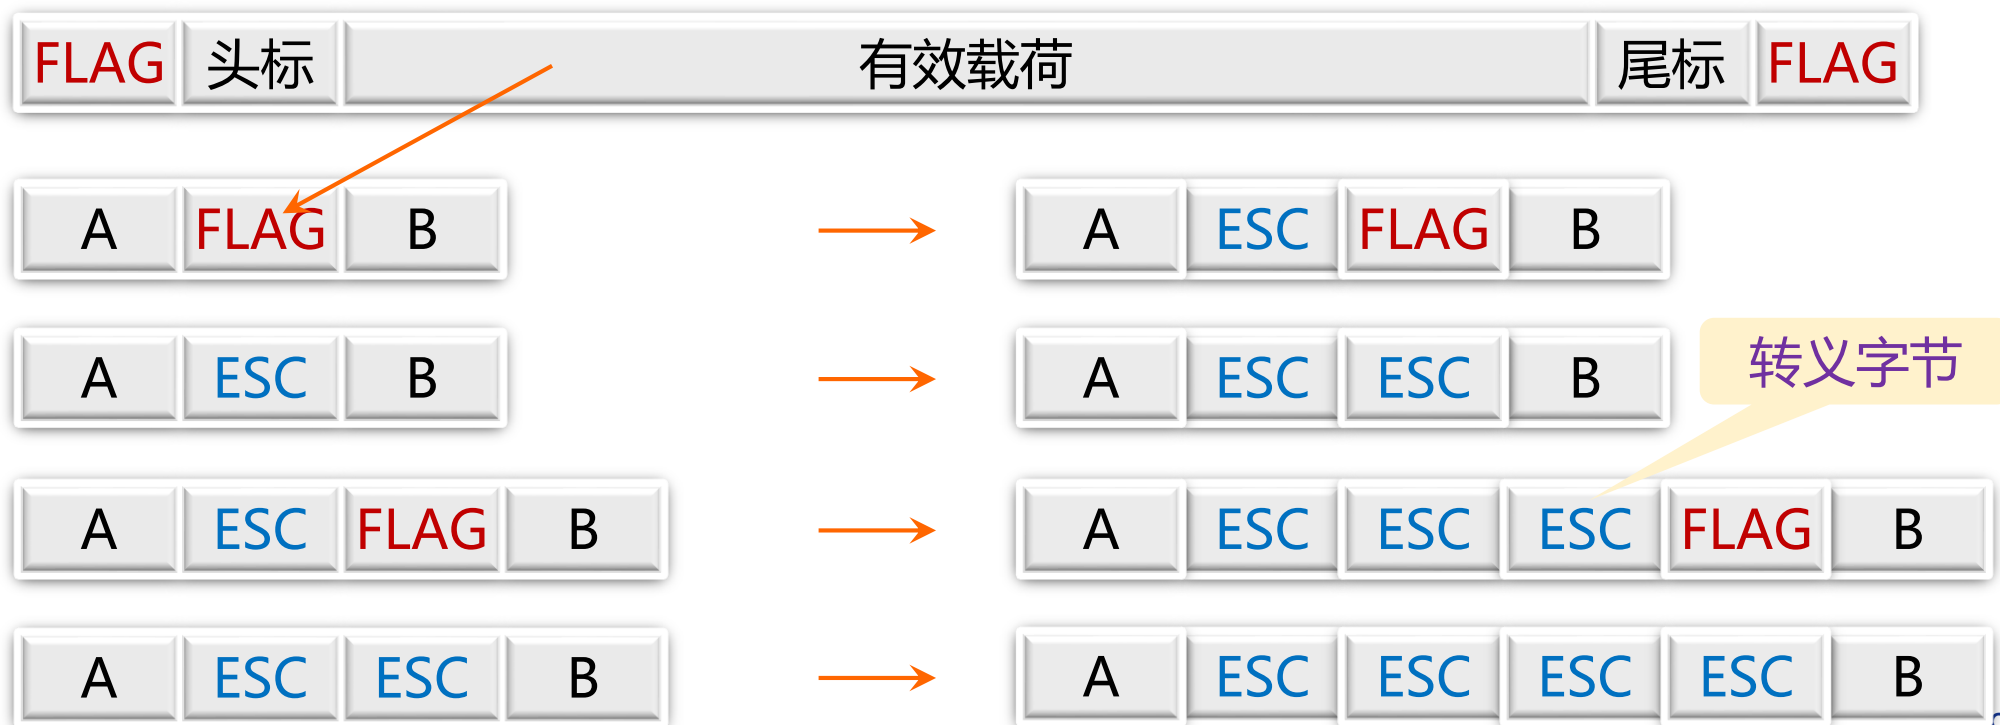 FLAG 头标 有效载荷 尾标 FLAG
A FLAG B A ESC FLAG B
转义字节
A ESC B A ESC ESC B
A ESC FLAG B A ESC ESC ESC FLAG B
A ESC ESC B A ESC ESC ESC ESC B